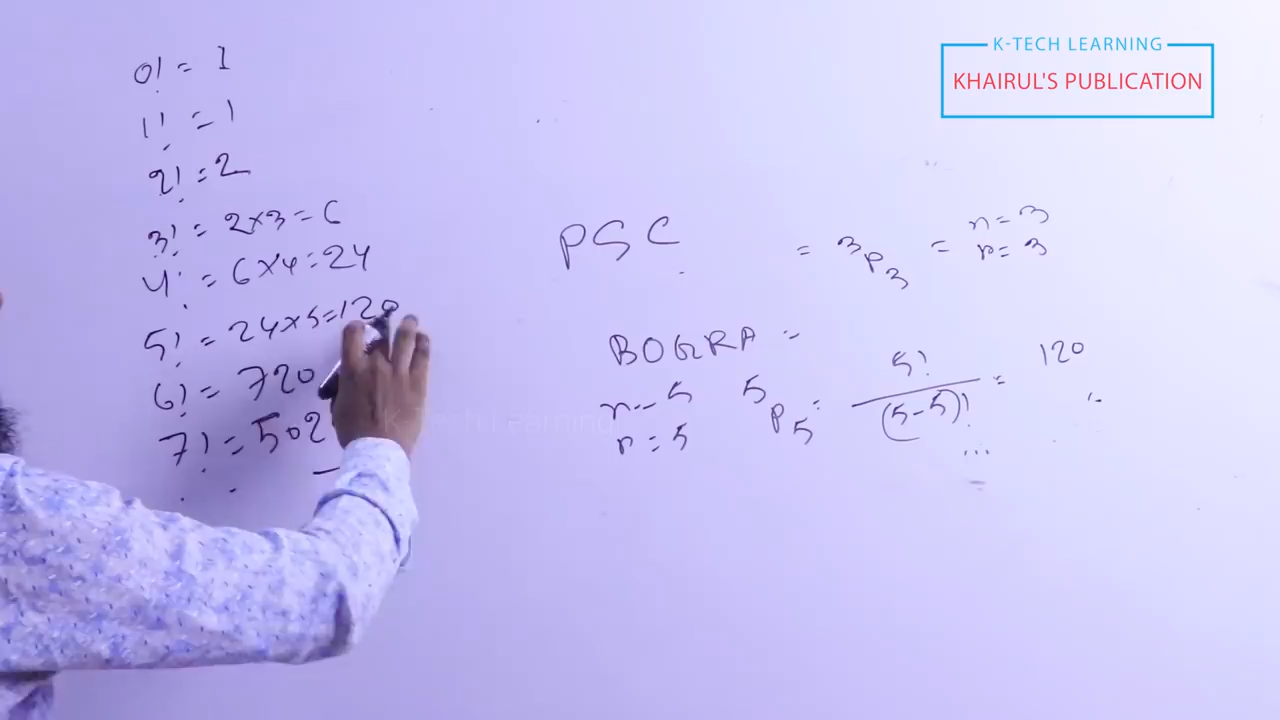 K-TECH LEARNING
KHAIRUL'S PUBLICATION
0! = 1
1! = 1
2! = 2
3! = 2×3 = 6
4! = 6×4 = 24
5! = 24×5=120
6! = 720
7! = 502
PSC = ³P₃ = n = 3
r = 3
BOGRA =
n = 5 ⁵P₅ = 5! / (5-5)! = 120
r = 5
K-Tech Learning